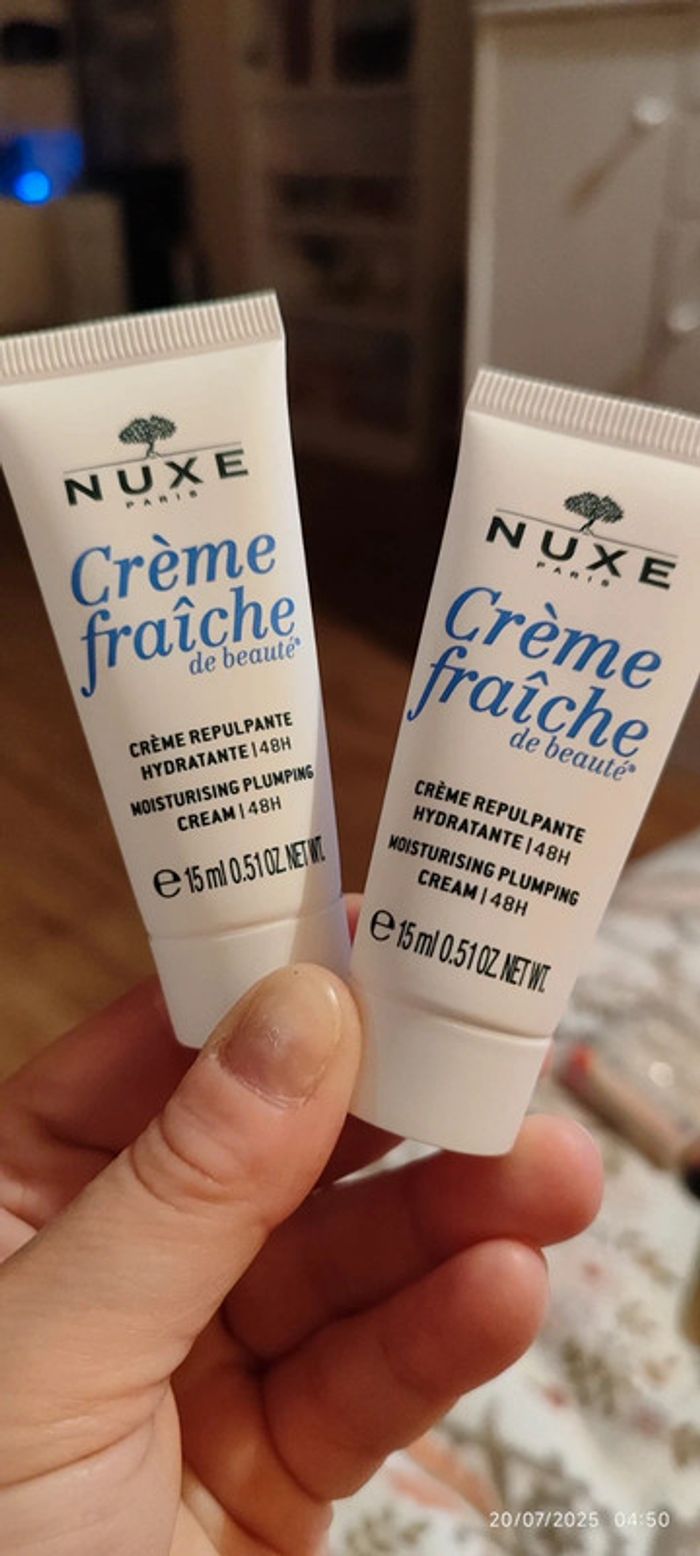 NUXE
PARIS
Crème
fraîche
de beauté®
CRÈME REPULPANTE
HYDRATANTE | 48H
MOISTURISING PLUMPING
CREAM | 48H
℮ 15 ml 0.51 OZ. NET WT.
NUXE
PARIS
Crème
fraîche
de beauté®
CRÈME REPULPANTE
HYDRATANTE | 48H
MOISTURISING PLUMPING
CREAM | 48H
℮ 15 ml 0.51 OZ. NET WT.
20/07/2025 04:50